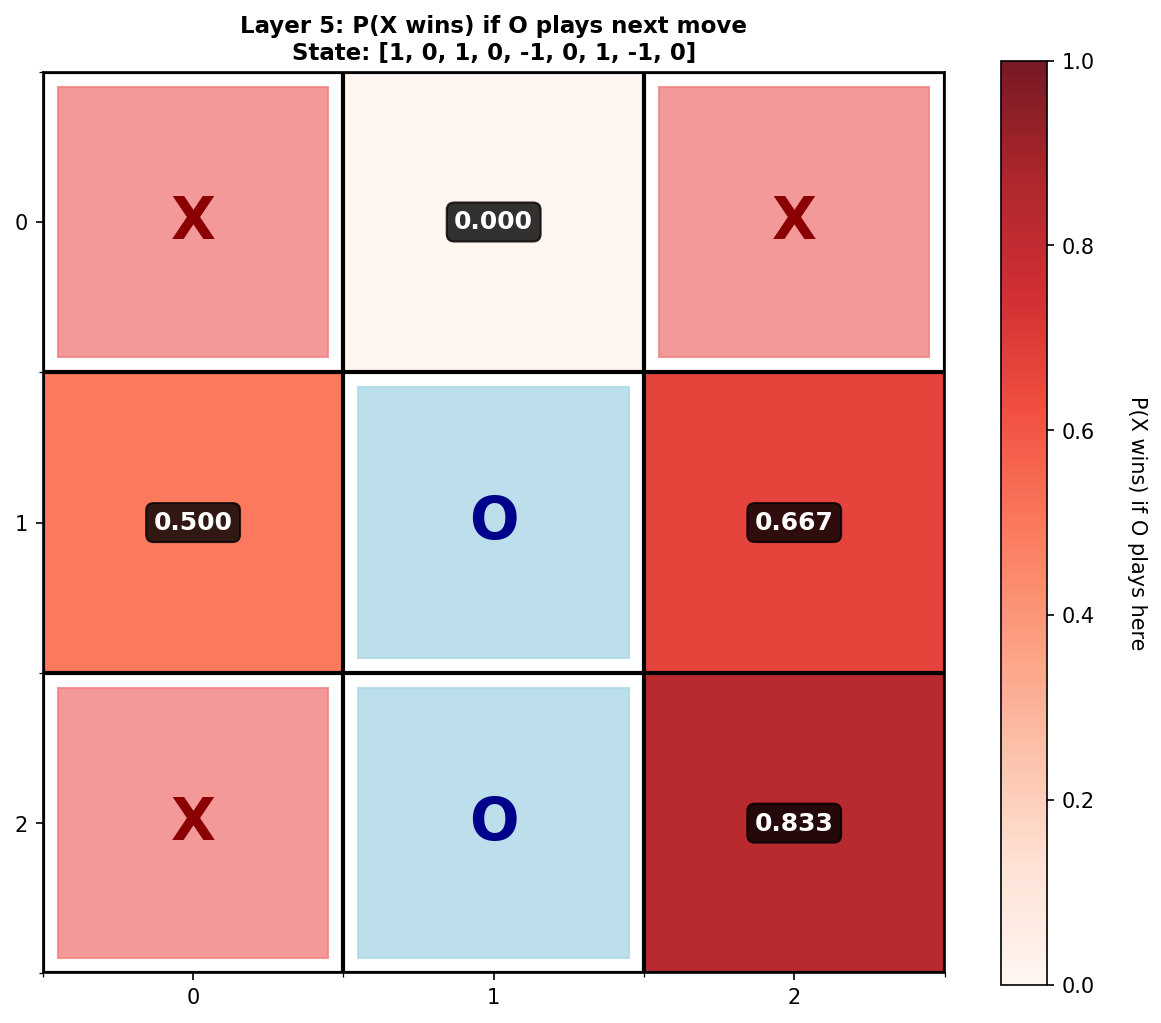 Layer 5: P(X wins) if O plays next move
State: [1, 0, 1, 0, -1, 0, 1, -1, 0]
0
X
0.000
X
1
0.500
O
0.667
2
X
O
0.833
0
1
2
1.0
0.8
0.6
0.4
0.2
0.0
P(X wins) if O plays here